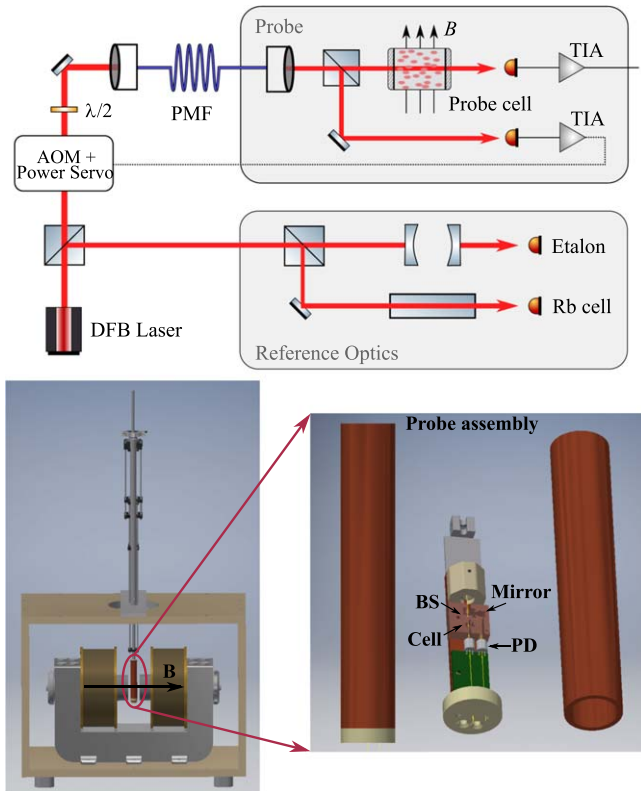 Probe
B
TIA
λ/2
PMF
Probe cell
TIA
AOM +
Power Servo
Etalon
DFB Laser
Rb cell
Reference Optics
Probe assembly
BS
Mirror
Cell
PD
B